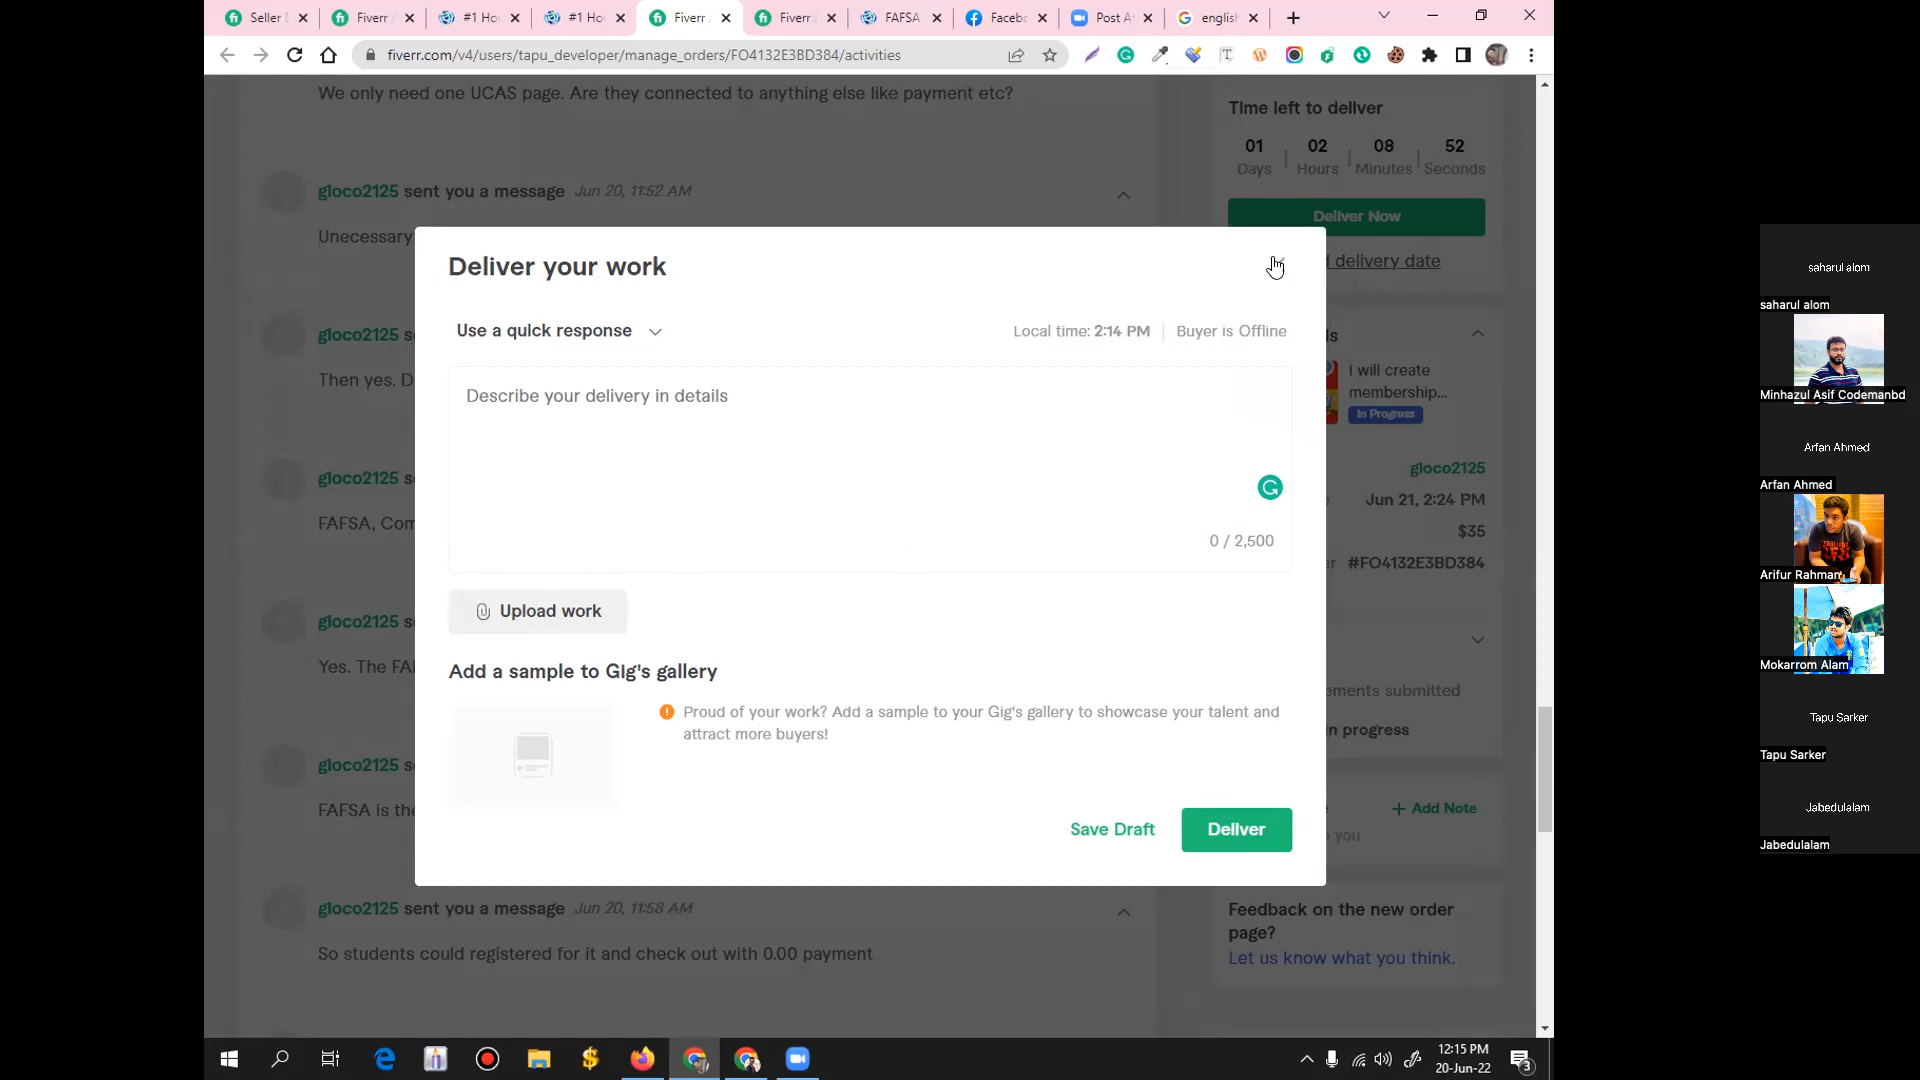 Seller
Fiverr
#1 Ho
#1 Ho
Fiverr
Fiverr
FAFSA
Faceb
Post A
english
fiverr.com/v4/users/tapu_developer/manage_orders/FO4132E3BD384/activities
We only need one UCAS page. Are they connected to anything else like payment etc?
gloco2125 sent you a message Jun 20, 11:52 AM
Unecessary
gloco2125 s
Then yes. D
gloco2125 s
FAFSA, Com
gloco2125 s
Yes. The FA
gloco2125 s
FAFSA is the
gloco2125 sent you a message Jun 20, 11:58 AM
So students could registered for it and check out with 0.00 payment
Deliver your work
Use a quick response
Local time: 2:14 PM
Buyer is Offline
Describe your delivery in details
0 / 2,500
Upload work
Add a sample to Gig's gallery
Proud of your work? Add a sample to your Gig's gallery to showcase your talent and
attract more buyers!
Save Draft
Deliver
Time left to deliver
01 02 08 52
Days Hours Minutes Seconds
Deliver Now
delivery date
ls
I will create
membership...
In Progress
gloco2125
Jun 21, 2:24 PM
$35
#FO4132E3BD384
ements submitted
n progress
+ Add Note
you
Feedback on the new order
page?
Let us know what you think.
saharul alom
saharul alom
Minhazul Asif Codemanbd
Arfan Ahmed
Arfan Ahmed
Arifur Rahman
Mokarrom Alam
Tapu Sarker
Tapu Sarker
Jabedulalam
Jabedulalam
12:15 PM
20-Jun-22
3